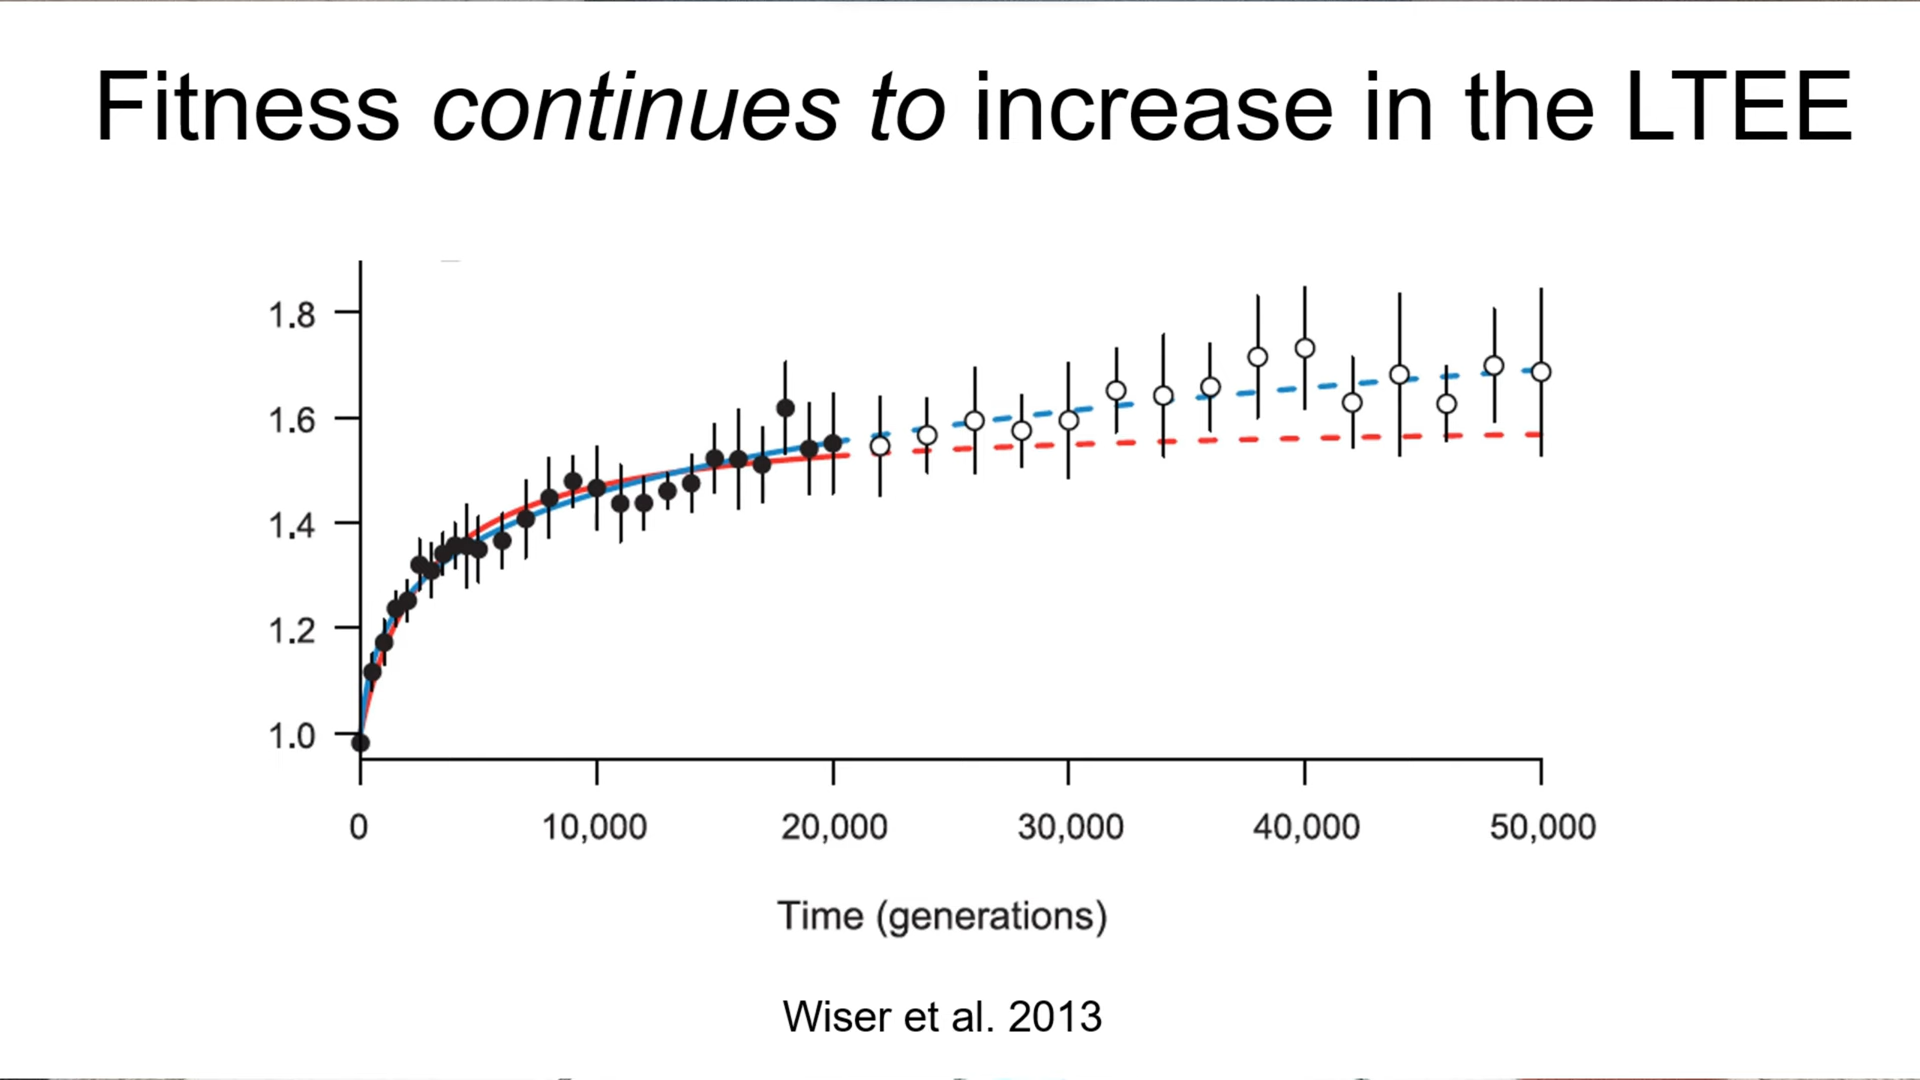 Fitness continues to increase in the LTEE
1.8
1.6
1.4
1.2
1.0
0 10,000 20,000 30,000 40,000 50,000
Time (generations)
Wiser et al. 2013